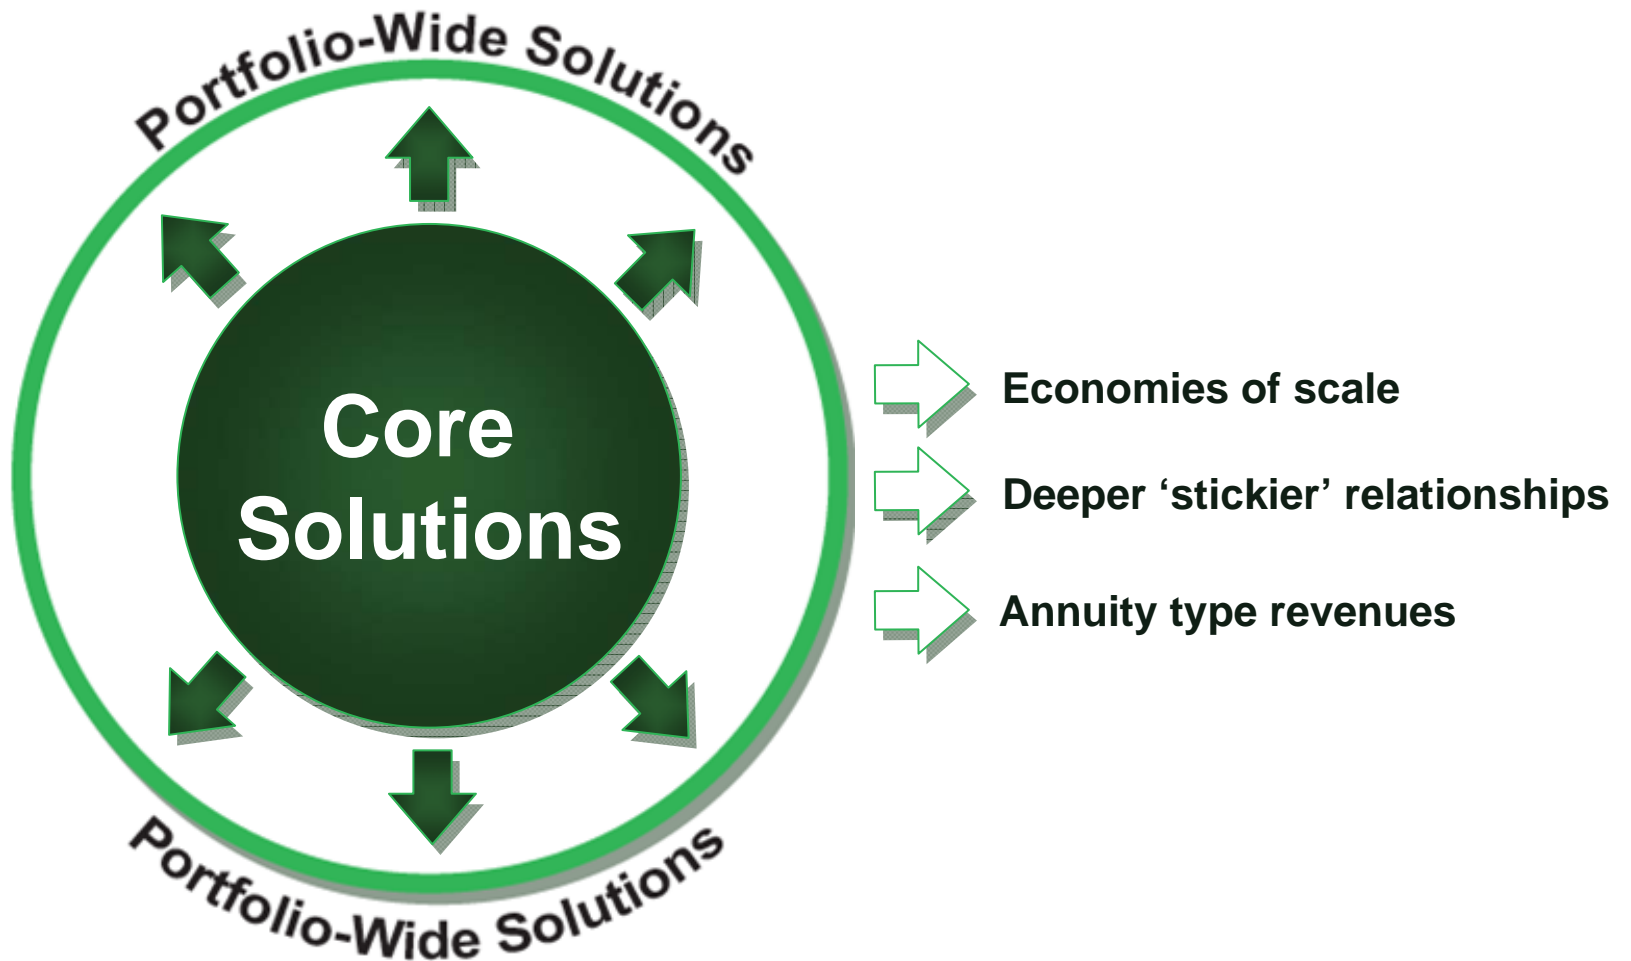 Portfolio-Wide Solutions
Core
Solutions
Economies of scale
Deeper ‘stickier’ relationships
Annuity type revenues
Portfolio-Wide Solutions